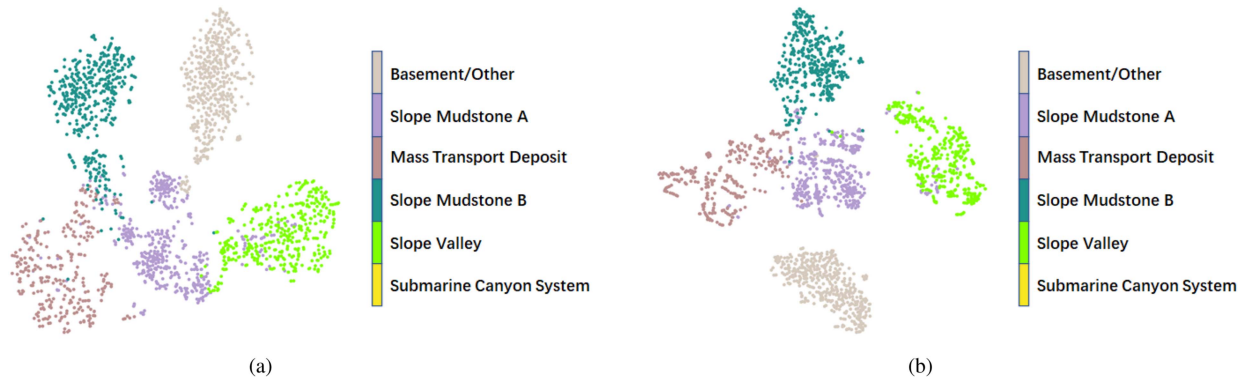 Basement/Other
Slope Mudstone A
Mass Transport Deposit
Slope Mudstone B
Slope Valley
Submarine Canyon System
(a)
Basement/Other
Slope Mudstone A
Mass Transport Deposit
Slope Mudstone B
Slope Valley
Submarine Canyon System
(b)